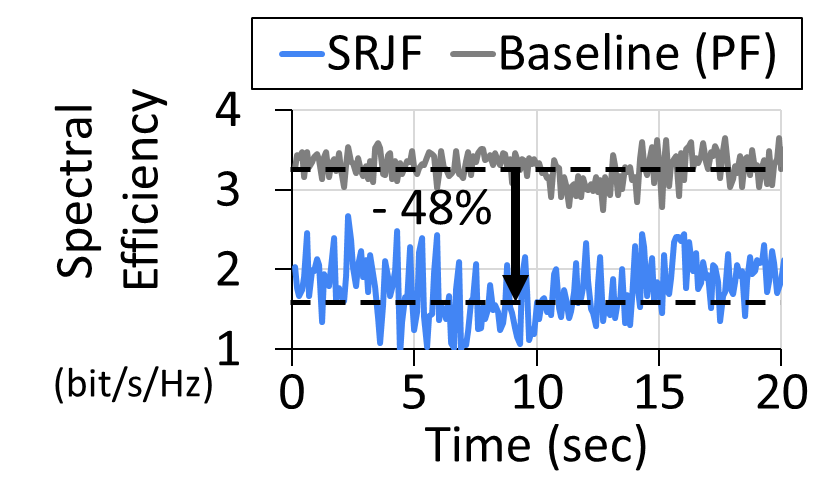 SRJF Baseline (PF)
Spectral
Efficiency
4
3
2
1
- 48%
(bit/s/Hz)
0 5 10 15 20
Time (sec)